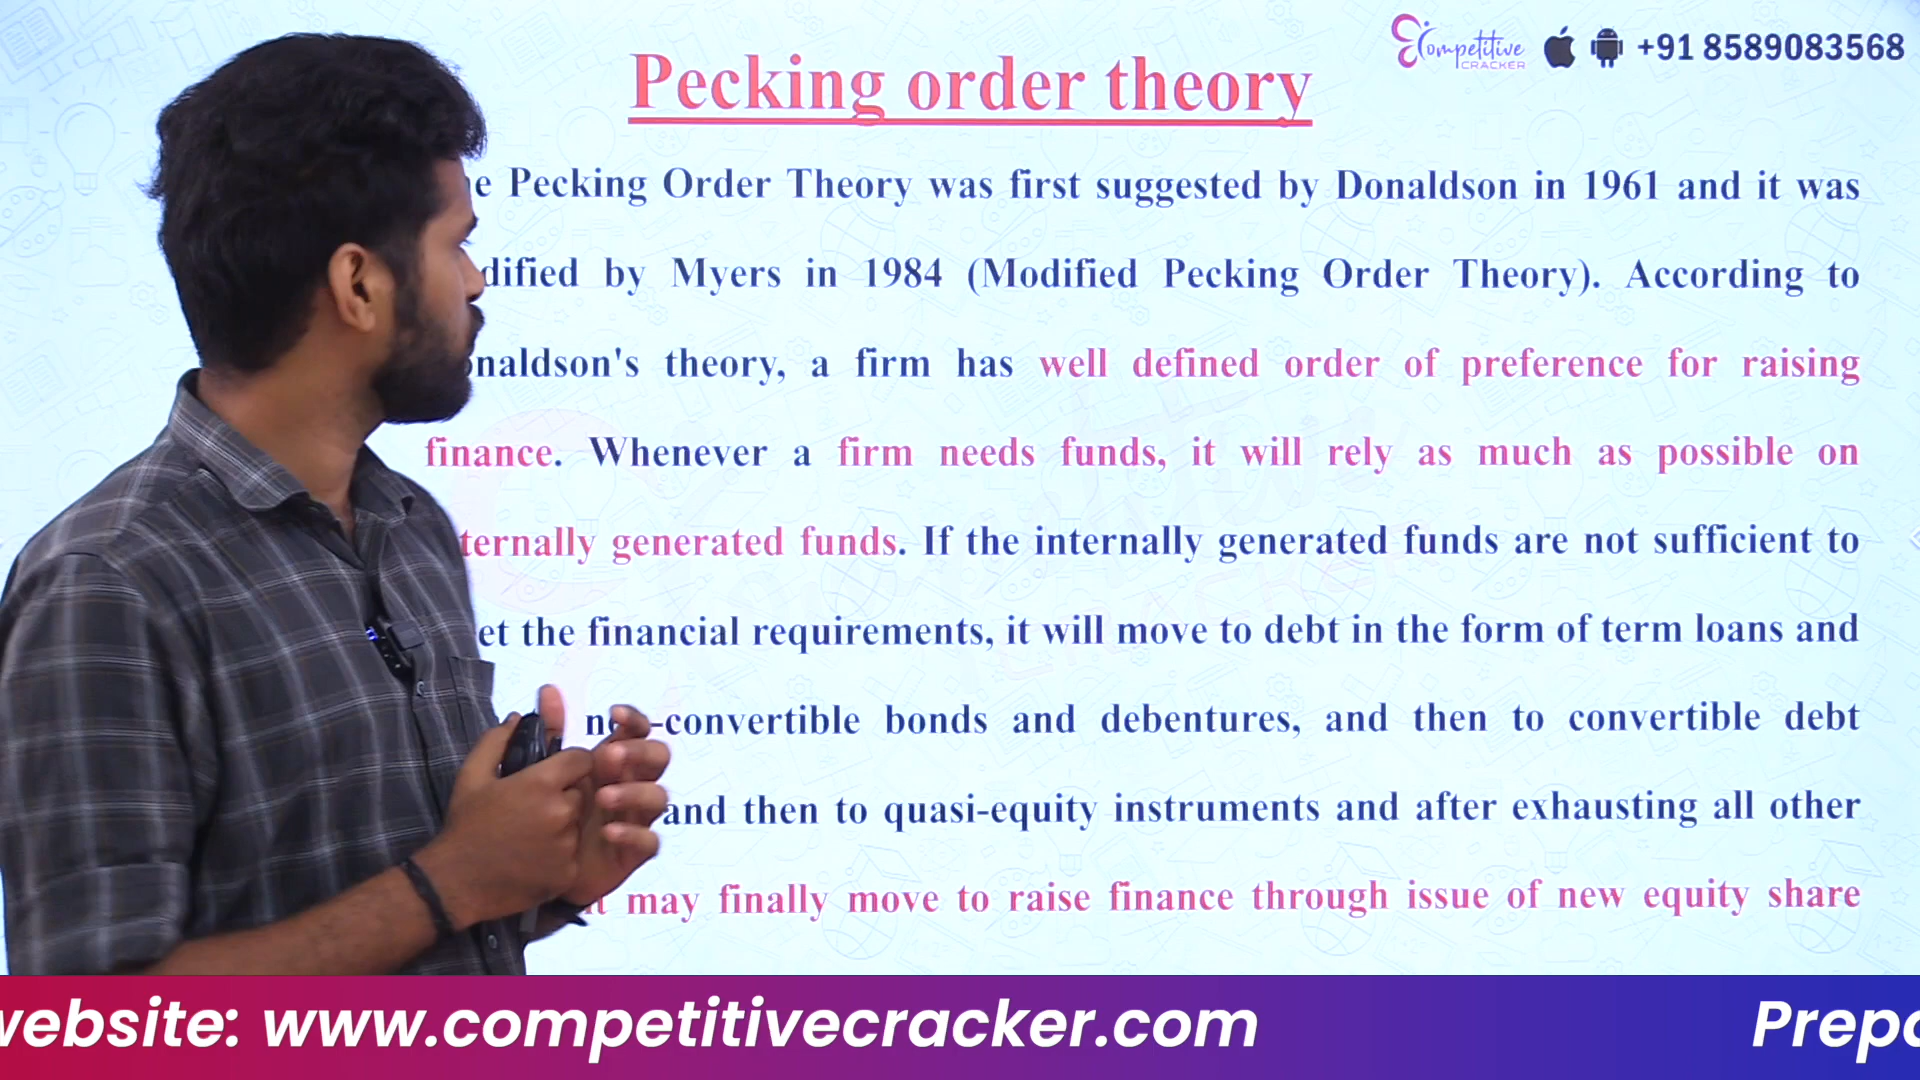 Competitive
CRACKER
+91 8589083568
Pecking order theory
Pecking Order Theory was first suggested by Donaldson in 1961 and it was
by Myers in 1984 (Modified Pecking Order Theory). According to
theory, a firm has well defined order of preference for raising
finance. Whenever a firm needs funds, it will rely as much as possible on
generated funds. If the internally generated funds are not sufficient to
the financial requirements, it will move to debt in the form of term loans and
-convertible bonds and debentures, and then to convertible debt
and then to quasi-equity instruments and after exhausting all other
may finally move to raise finance through issue of new equity share
website: www.competitivecracker.com